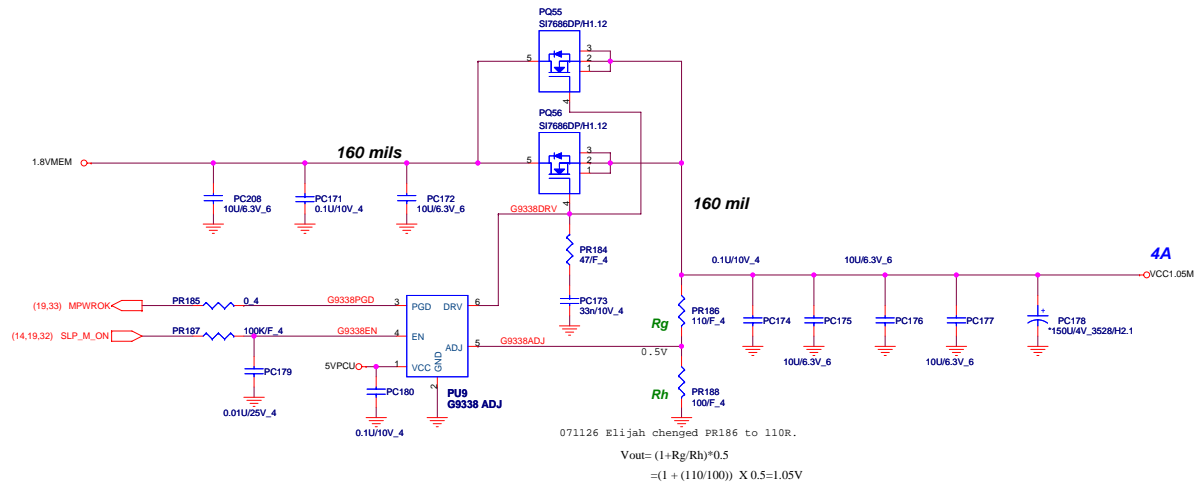 PQ55
SI7686DP/H1.12
5
3
2
1
4
PQ56
SI7686DP/H1.12
1.8VMEM
160 mils
5
3
2
1
4
PC208
10U/6.3V_6
PC171
0.1U/10V_4
PC172
10U/6.3V_6
G9338DRV
160 mil
PR184
47/F_4
0.1U/10V_4
10U/6.3V_6
4A
VCC1.05M
PC173
33n/10V_4
(19,33) MPWROK
PR185
0_4
G9338PGD
3
PGD
DRV
6
Rg
PR186
110/F_4
PC174
PC175
PC176
PC177
PC178
*150U/4V_3528/H2.1
(14,19,32) SLP_M_ON
PR187
100K/F_4
G9338EN
4
EN
ADJ
5
G9338ADJ
0.5V
10U/6.3V_6
10U/6.3V_6
PC179
0.01U/25V_4
5VPCU
1
VCC
GND
2
PC180
0.1U/10V_4
PU9
G9338 ADJ
Rh
PR188
100/F_4
071126 Elijah chenged PR186 to 110R.
Vout= (1+Rg/Rh)*0.5
=(1 + (110/100)) X 0.5=1.05V